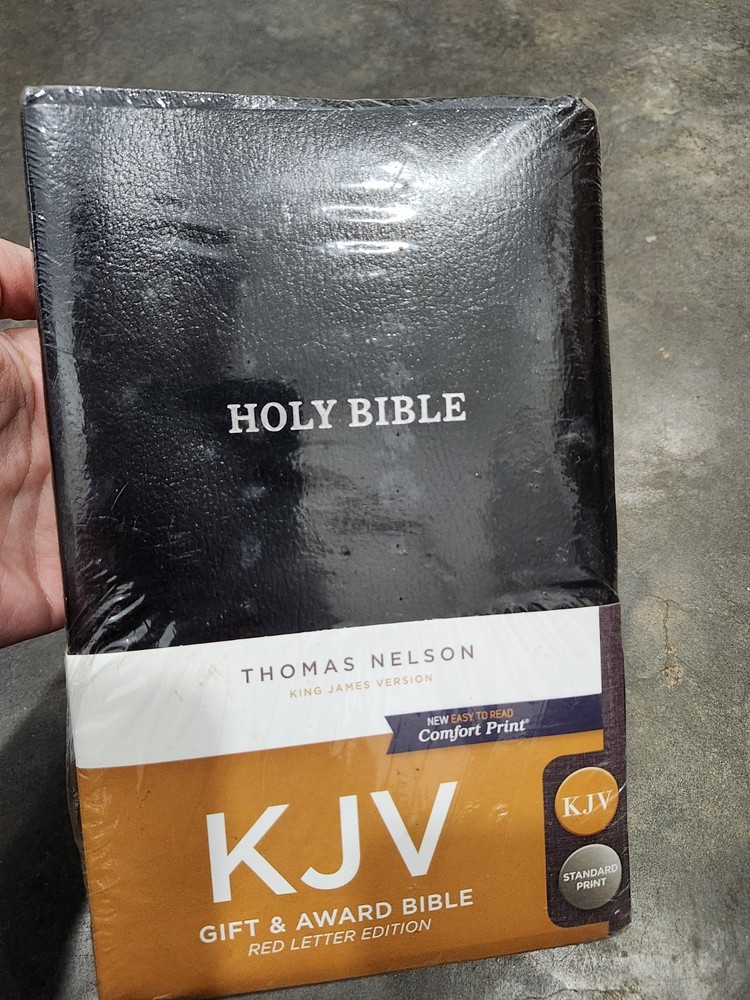 HOLY BIBLE
THOMAS NELSON
KING JAMES VERSION
NEW EASY TO READ
Comfort Print®
KJV
GIFT & AWARD BIBLE
RED LETTER EDITION
KJV
STANDARD
PRINT